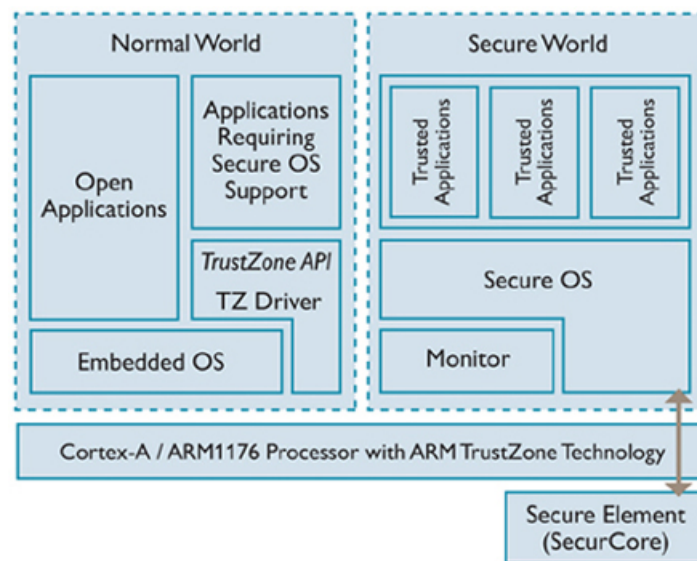 Normal World
Open
Applications
Applications
Requiring
Secure OS
Support
TrustZone API
TZ Driver
Embedded OS
Secure World
Trusted
Applications
Trusted
Applications
Trusted
Applications
Secure OS
Monitor
Cortex-A / ARM1176 Processor with ARM TrustZone Technology
Secure Element
(SecurCore)